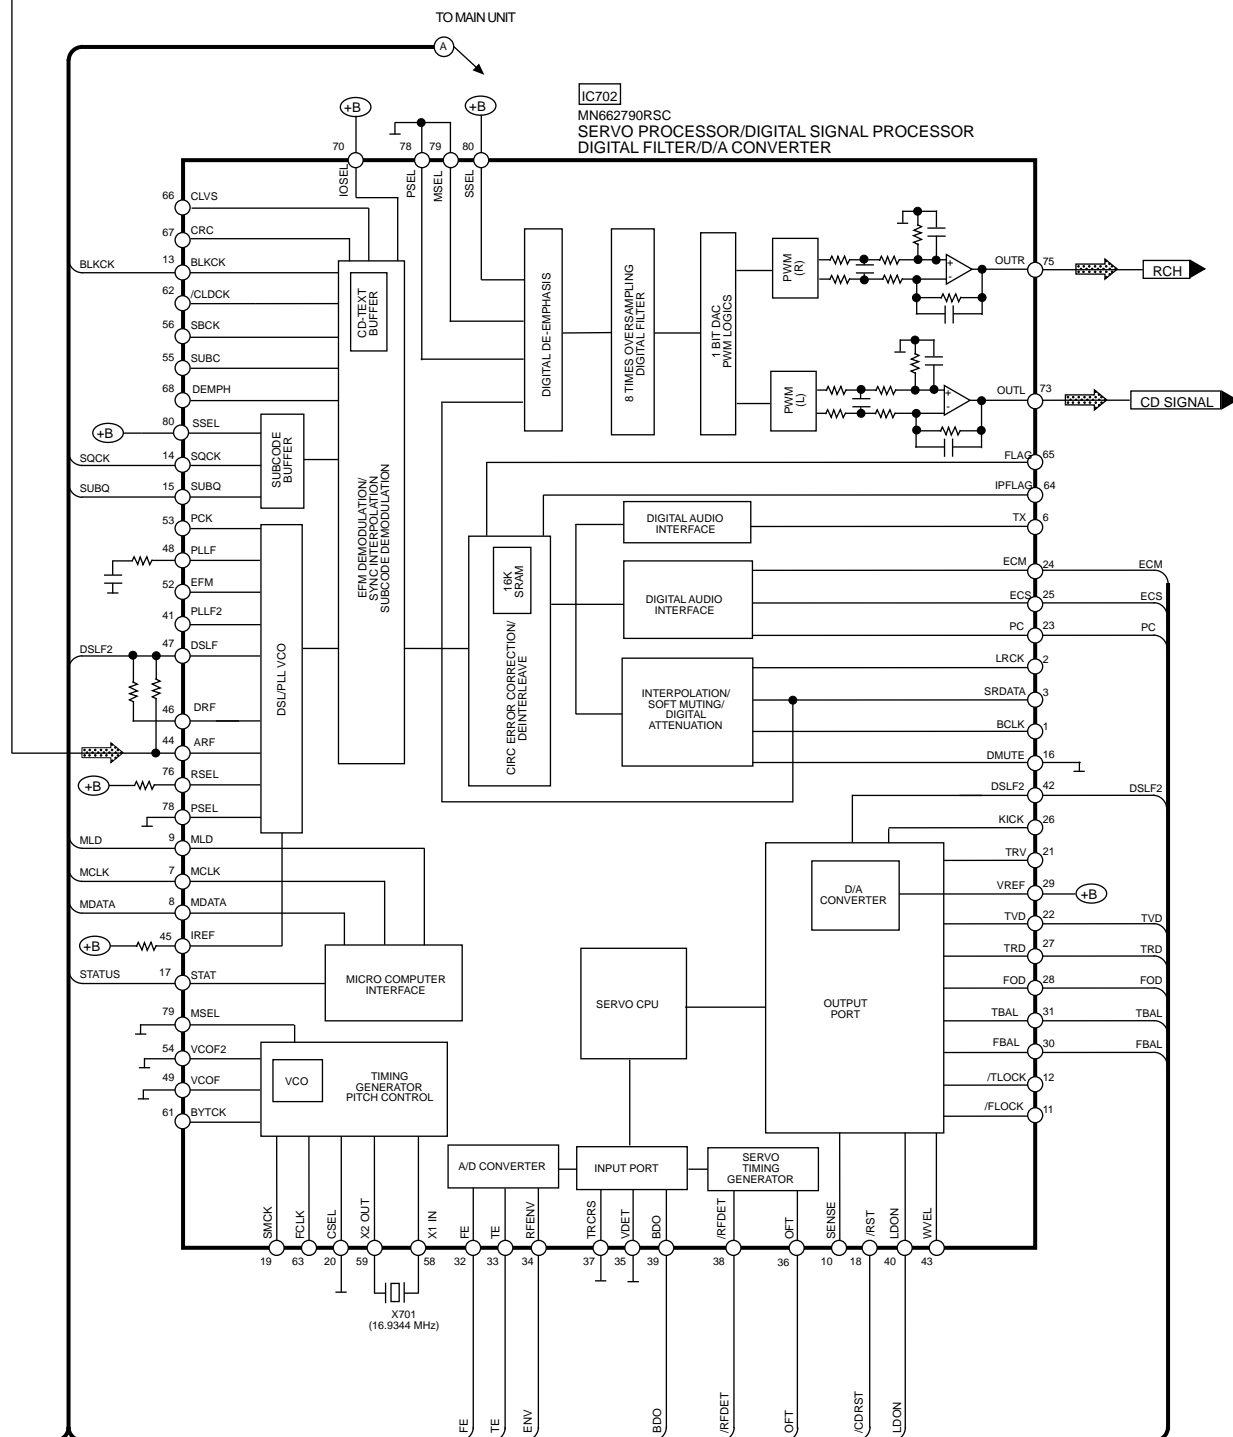 TO MAIN UNIT
A
IC702
MN662790RSC
SERVO PROCESSOR/DIGITAL SIGNAL PROCESSOR
DIGITAL FILTER/D/A CONVERTER
+B
+B
70
78
79
80
IOSEL
PSEL
MSEL
SSEL
66
CLVS
67
CRC
BLKCK
13
BLKCK
62
/CLDCK
56
SBCK
55
SUBC
68
DEMPH
+B
80
SSEL
SQCK
14
SQCK
SUBQ
15
SUBQ
53
PCK
48
PLLF
52
EFM
41
PLLF2
DSLF2
47
DSLF
46
DRF
44
ARF
+B
76
RSEL
78
PSEL
MLD
9
MLD
MCLK
7
MCLK
MDATA
8
MDATA
+B
45
IREF
STATUS
17
STAT
79
MSEL
54
VCOF2
49
VCOF
61
BYTCK
CD-TEXT
BUFFER
SUBCODE
BUFFER
EFM DEMODULATION/
SYNC INTERPOLATION
SUBCODE DEMODULATION
DSL/PLL VCO
MICRO COMPUTER
INTERFACE
VCO
TIMING
GENERATOR
PITCH CONTROL
DIGITAL DE-EMPHASIS
8 TIMES OVERSAMPLING
DIGITAL FILTER
1 BIT DAC
PWM LOGICS
PWM
(R)
+
-
OUTR
75
RCH
PWM
(L)
+
-
OUTL
73
CD SIGNAL
16K
SRAM
CIRC ERROR CORRECTION/
DEINTERLEAVE
DIGITAL AUDIO
INTERFACE
DIGITAL AUDIO
INTERFACE
INTERPOLATION/
SOFT MUTING/
DIGITAL
ATTENUATION
FLAG
65
IPFLAG
64
TX
6
ECM
24
ECM
ECS
25
ECS
PC
23
PC
LRCK
2
SRDATA
3
BCLK
1
DMUTE
16
DSLF2
42
DSLF2
KICK
26
TRV
21
VREF
29
+B
TVD
22
TVD
TRD
27
TRD
FOD
28
FOD
TBAL
31
TBAL
FBAL
30
FBAL
/TLOCK
12
/FLOCK
11
D/A
CONVERTER
SERVO CPU
OUTPUT
PORT
A/D CONVERTER
INPUT PORT
SERVO
TIMING
GENERATOR
SMCK
FCLK
CSEL
X2 OUT
X1 IN
FE
TE
RFENV
TRCRS
VDET
BDO
/RFDET
OFT
SENSE
/RST
LDON
WVEL
19
63
20
59
58
32
33
34
37
35
39
38
36
10
18
40
43
X701
(16.9344 MHz)
FE
TE
ENV
BDO
/RFDET
OFT
/CDRST
LDON